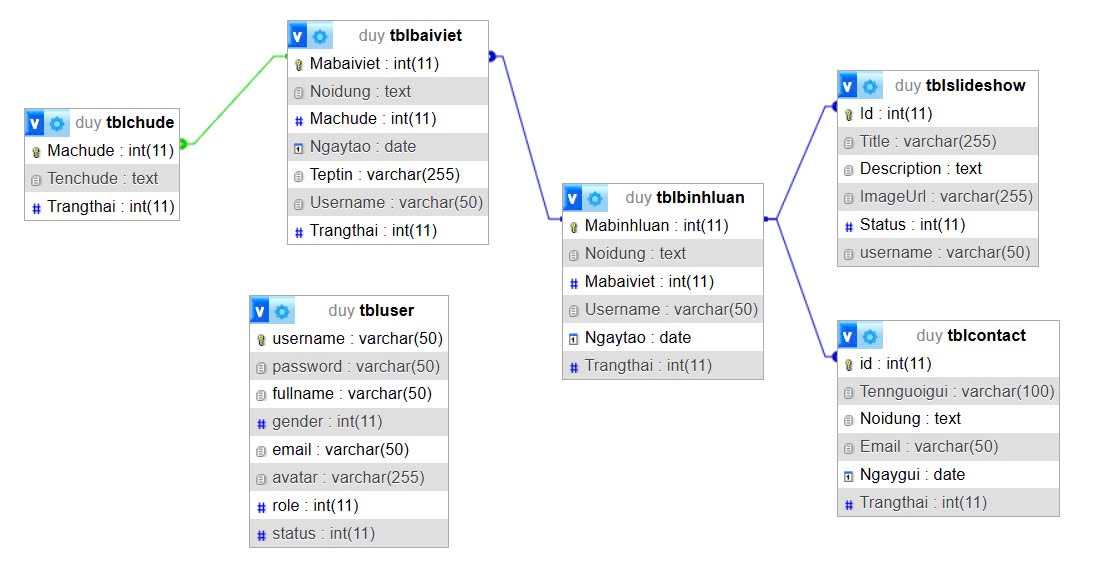 v duy tblchude
Machude : int(11)
Tenchude : text
# Trangthai : int(11)
v duy tblbaiviet
Mabaiviet : int(11)
Noidung : text
# Machude : int(11)
Ngaytao : date
Teptin : varchar(255)
Username : varchar(50)
# Trangthai : int(11)
v duy tbluser
username : varchar(50)
password : varchar(50)
fullname : varchar(50)
# gender : int(11)
email : varchar(50)
avatar : varchar(255)
# role : int(11)
# status : int(11)
v duy tblbinhluan
Mabinhluan : int(11)
Noidung : text
# Mabaiviet : int(11)
Username : varchar(50)
Ngaytao : date
# Trangthai : int(11)
v duy tblslideshow
Id : int(11)
Title : varchar(255)
Description : text
ImageUrl : varchar(255)
# Status : int(11)
username : varchar(50)
v duy tblcontact
id : int(11)
Tennguoigui : varchar(100)
Noidung : text
Email : varchar(50)
Ngaygui : date
# Trangthai : int(11)